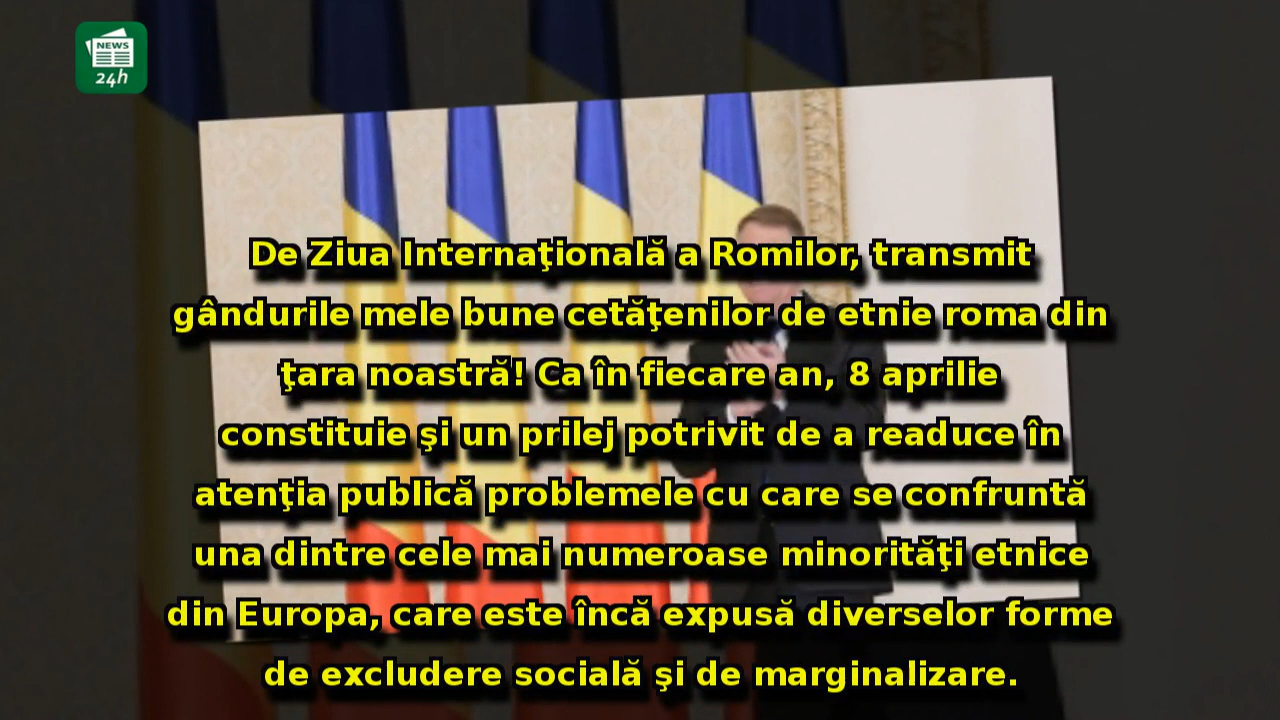 NEWS
24h
De Ziua Internaţională a Romilor, transmit
gândurile mele bune cetăţenilor de etnie roma din
ţara noastră! Ca în fiecare an, 8 aprilie
constituie şi un prilej potrivit de a readuce în
atenţia publică problemele cu care se confruntă
una dintre cele mai numeroase minorităţi etnice
din Europa, care este încă expusă diverselor forme
de excludere socială şi de marginalizare.